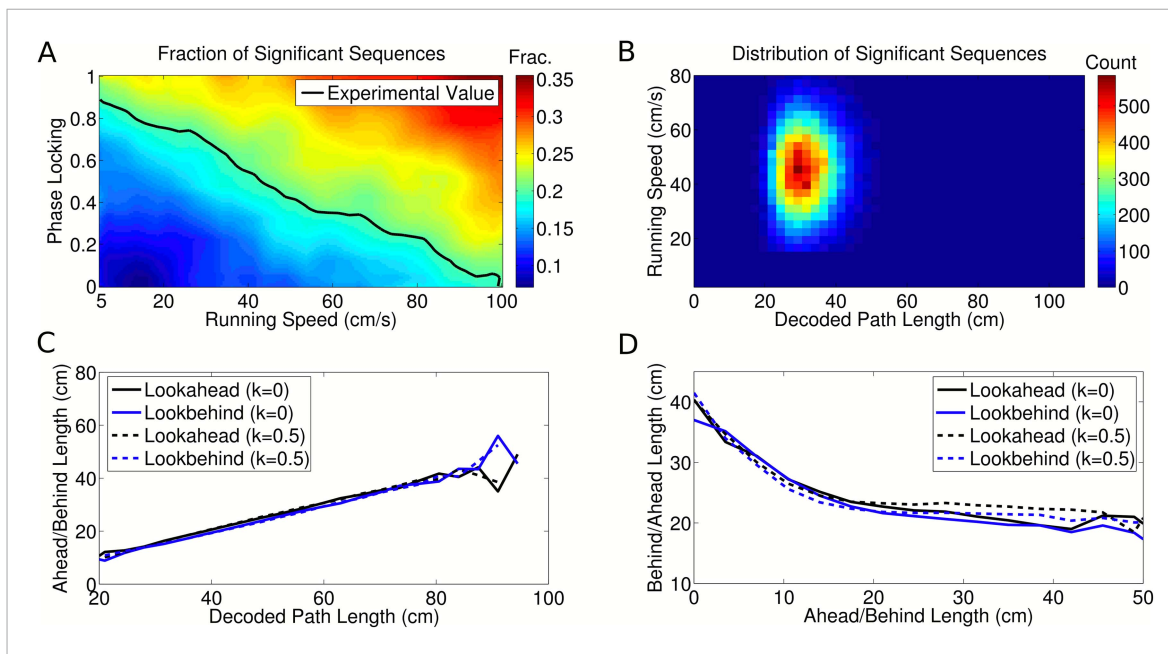 A
Fraction of Significant Sequences
Frac.
Experimental Value
Phase Locking
1
0.8
0.6
0.4
0.2
0
5
20
40
60
80
100
Running Speed (cm/s)
0.35
0.3
0.25
0.2
0.15
0.1
B
Distribution of Significant Sequences
Count
Running Speed (cm/s)
80
60
40
20
0
20
40
60
80
100
Decoded Path Length (cm)
500
400
300
200
100
0
C
Lookahead (k=0)
Lookbehind (k=0)
Lookahead (k=0.5)
Lookbehind (k=0.5)
Ahead/Behind Length (cm)
80
60
40
20
0
20
40
60
80
100
Decoded Path Length (cm)
D
Lookahead (k=0)
Lookbehind (k=0)
Lookahead (k=0.5)
Lookbehind (k=0.5)
Behind/Ahead Length (cm)
40
30
20
10
0
10
20
30
40
50
Ahead/Behind Length (cm)